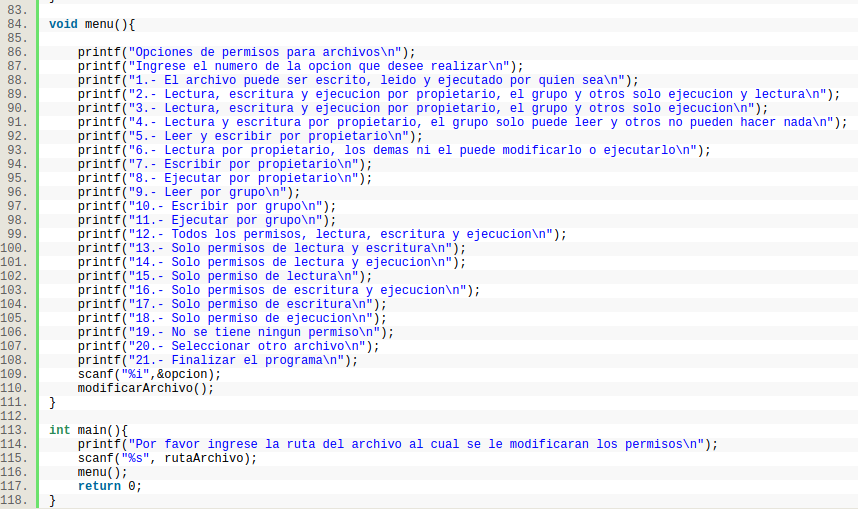 83.
84. void menu(){
85.
86. printf("Opciones de permisos para archivos\n");
87. printf("Ingrese el numero de la opcion que desee realizar\n");
88. printf("1.- El archivo puede ser escrito, leido y ejecutado por quien sea\n");
89. printf("2.- Lectura, escritura y ejecucion por propietario, el grupo y otros solo ejecucion y lectura\n");
90. printf("3.- Lectura, escritura y ejecucion por propietario, el grupo y otros solo ejecucion\n");
91. printf("4.- Lectura y escritura por propietario, el grupo solo puede leer y otros no pueden hacer nada\n");
92. printf("5.- Leer y escribir por propietario\n");
93. printf("6.- Lectura por propietario, los demas ni el puede modificarlo o ejecutarlo\n");
94. printf("7.- Escribir por propietario\n");
95. printf("8.- Ejecutar por propietario\n");
96. printf("9.- Leer por grupo\n");
97. printf("10.- Escribir por grupo\n");
98. printf("11.- Ejecutar por grupo\n");
99. printf("12.- Todos los permisos, lectura, escritura y ejecucion\n");
100. printf("13.- Solo permisos de lectura y escritura\n");
101. printf("14.- Solo permisos de lectura y ejecucion\n");
102. printf("15.- Solo permiso de lectura\n");
103. printf("16.- Solo permisos de escritura y ejecucion\n");
104. printf("17.- Solo permiso de escritura\n");
105. printf("18.- Solo permiso de ejecucion\n");
106. printf("19.- No se tiene ningun permiso\n");
107. printf("20.- Seleccionar otro archivo\n");
108. printf("21.- Finalizar el programa\n");
109. scanf("%i",&opcion);
110. modificarArchivo();
111. }
112.
113. int main(){
114. printf("Por favor ingrese la ruta del archivo al cual se le modificaran los permisos\n");
115. scanf("%s", rutaArchivo);
116. menu();
117. return 0;
118. }